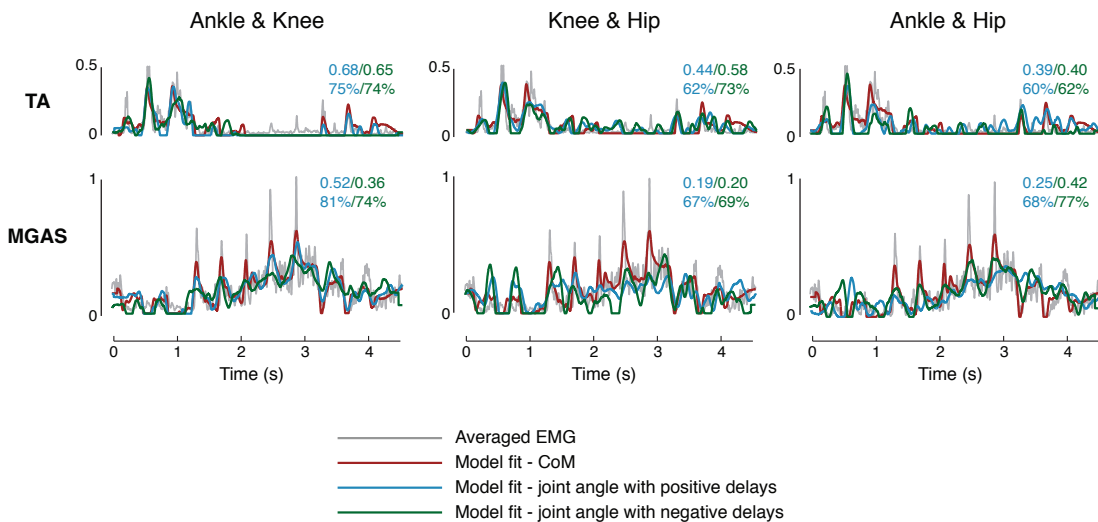 Ankle & Knee Knee & Hip Ankle & Hip
TA
0.5
0
0.68/0.65
75%/74%
0.5
0
0.44/0.58
62%/73%
0.5
0
0.39/0.40
60%/62%
MGAS
1
0
0.52/0.36
81%/74%
1
0
0.19/0.20
67%/69%
1
0
0.25/0.42
68%/77%
0 1 2 3 4
Time (s)
0 1 2 3 4
Time (s)
0 1 2 3 4
Time (s)
Averaged EMG
Model fit - CoM
Model fit - joint angle with positive delays
Model fit - joint angle with negative delays